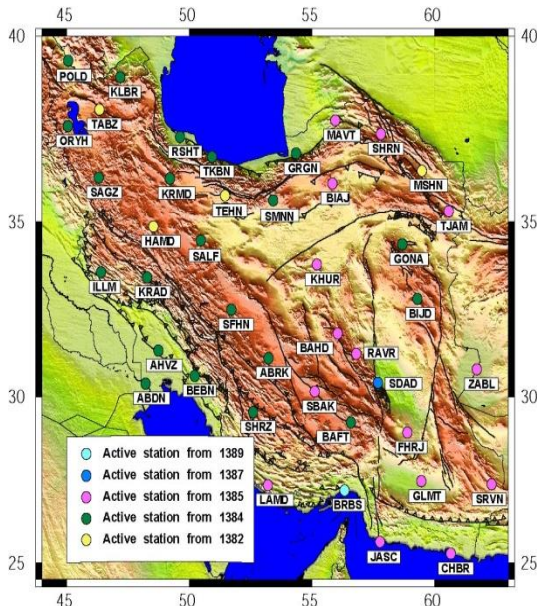 45 50 55 60
40 40
POLD
KLBR
TABZ
ORYH
MAVT
RSHT
SHRN
TKBN
GRGN
MSHN
SAGZ
KRMD
BIAJ
TEHN
SMNN
TJAM
35 35
HAMD
SALF
GONA
KHUR
ILLM
KRAD
BIJD
SFHN
BAHD
AHVZ
RAVR
ABRK
ZABL
BEBN
SDAD
ABDN
30 30
SBAK
SHRZ
BAFT
FHRJ
Active station from 1389
Active station from 1387
Active station from 1385
Active station from 1384
Active station from 1382
LAMD
BRBS
GLMT
SRVN
JASC
CHBR
25 25
45 50 55 60